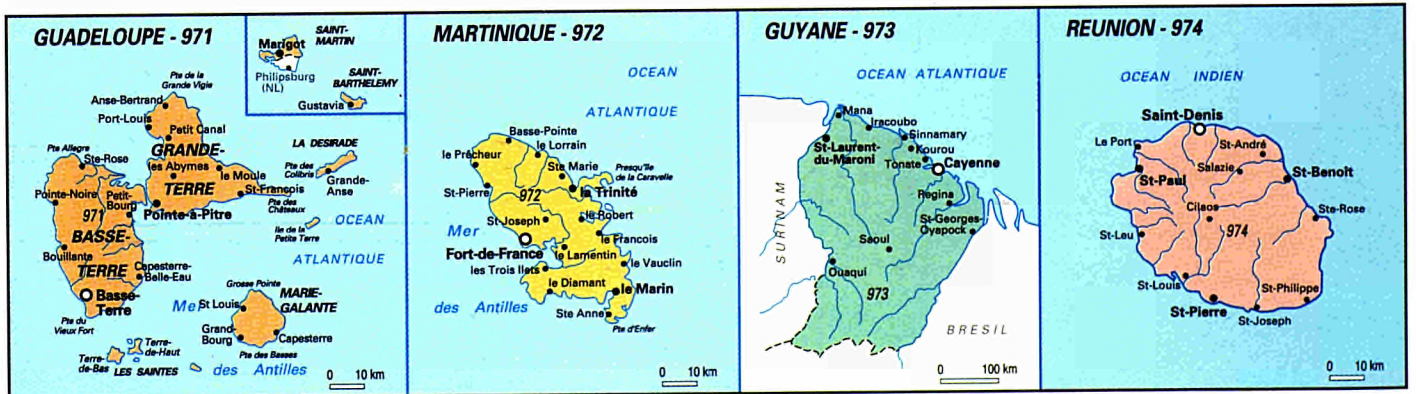 GUADELOUPE - 971
SAINT-
MARTIN
Marigot
Philipsburg
(NL)
SAINT-
BARTHELEMY
Gustavia
Pte de la
Grande Vigie
Anse-Bertrand
Port-Louis
Petit Canal
GRANDE-
TERRE
les Abymes
le Moule
St-François
Pte des
Châteaux
LA DESIRADE
Pte des
Colibris
Grande-
Anse
Pte Allegre
Ste-Rose
Pointe-Noire
Petit-
Bourg
Pointe-à-Pitre
971
BASSE-
TERRE
Bouillante
Capesterre-
Belle-Eau
Basse-
Terre
Pte du
Vieux Fort
OCEAN
ATLANTIQUE
Ile de la
Petite Terre
Grosse Pointe
MARIE-
GALANTE
St Louis
Grand-
Bourg
Capesterre
Pte des Basses
Mer
des Antilles
Terre-
de-Haut
Terre-
de-Bas
LES SAINTES
0 10 km
MARTINIQUE - 972
OCEAN
ATLANTIQUE
Basse-Pointe
le Lorrain
le Prêcheur
Ste Marie
Presqu'île
de la Caravelle
St-Pierre
972
la Trinité
St-Joseph
le Robert
Mer
Fort-de-France
le Francois
le Lamentin
les Trois Ilets
le Vauclin
le Diamant
le Marin
des Antilles
Ste Anne
Pte d'Enfer
0 10 km
GUYANE - 973
OCEAN ATLANTIQUE
Mana
Iracoubo
Sinnamary
St-Laurent-
du-Maroni
Kourou
Tonate
Cayenne
Regina
St-Georges-
Oyapock
SURINAM
Saoul
Ouaqui
973
BRESIL
0 100 km
REUNION - 974
OCEAN INDIEN
Saint-Denis
Le Port
St-André
St-Paul
Salazie
St-Benoit
Cilaos
Ste-Rose
974
St-Leu
St-Louis
St-Philippe
St-Pierre
St-Joseph
0 10 km